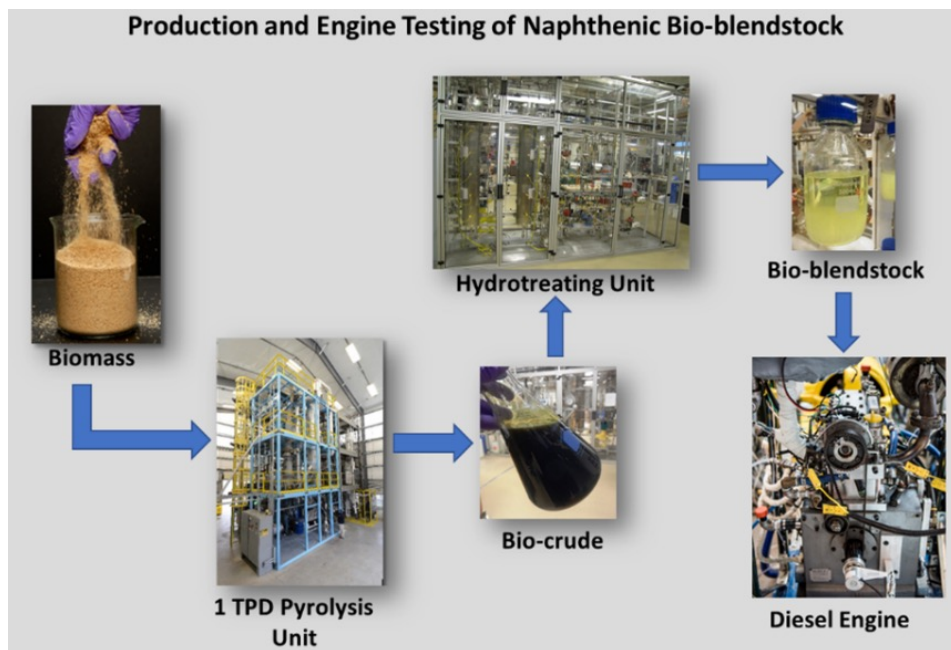 Production and Engine Testing of Naphthenic Bio-blendstock
Biomass
1 TPD Pyrolysis
Unit
Bio-crude
Hydrotreating Unit
Bio-blendstock
Diesel Engine